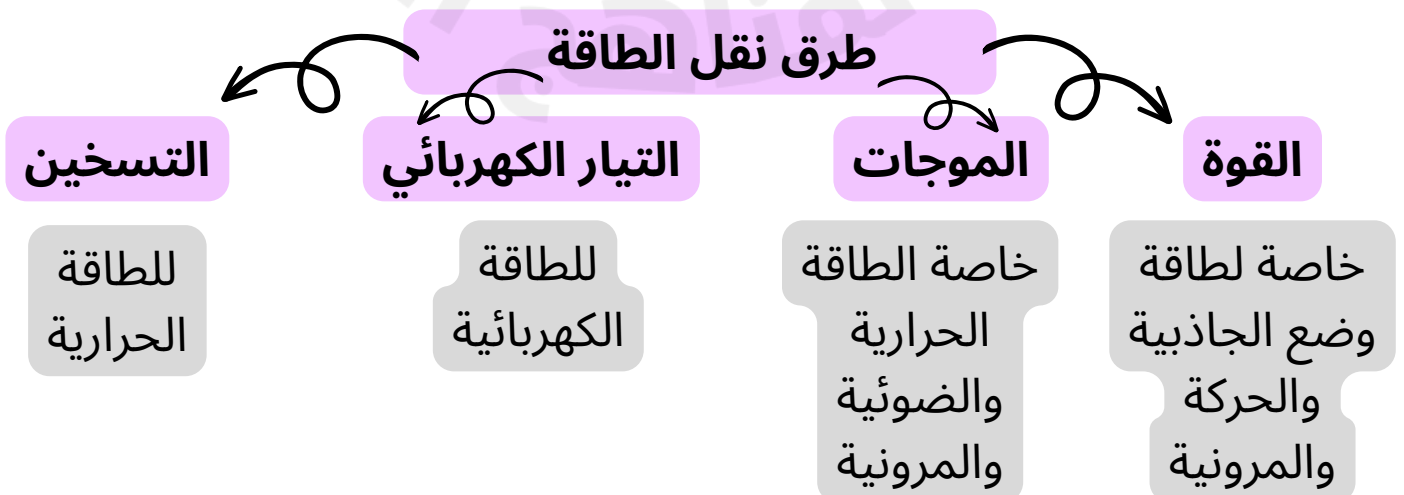 طرق نقل الطاقة
القوة
خاصة لطاقة
وضع الجاذبية
والحركة
والمرونية
الموجات
خاصة الطاقة
الحرارية
والضوئية
والمرونية
التيار الكهربائي
للطاقة
الكهربائية
التسخين
للطاقة
الحرارية